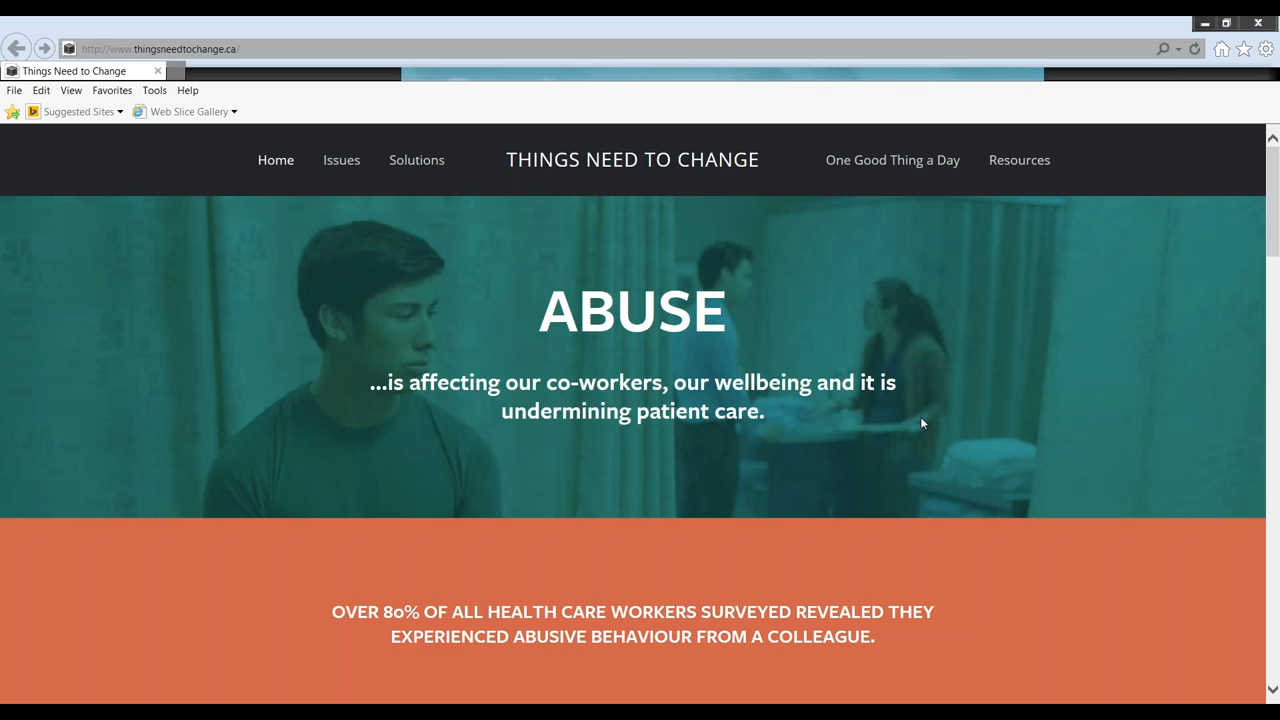 http://www.thingsneedtochange.ca/
Things Need to Change
File Edit View Favorites Tools Help
Suggested Sites Web Slice Gallery
Home Issues Solutions THINGS NEED TO CHANGE One Good Thing a Day Resources
ABUSE
...is affecting our co-workers, our wellbeing and it is
undermining patient care.
OVER 80% OF ALL HEALTH CARE WORKERS SURVEYED REVEALED THEY
EXPERIENCED ABUSIVE BEHAVIOUR FROM A COLLEAGUE.